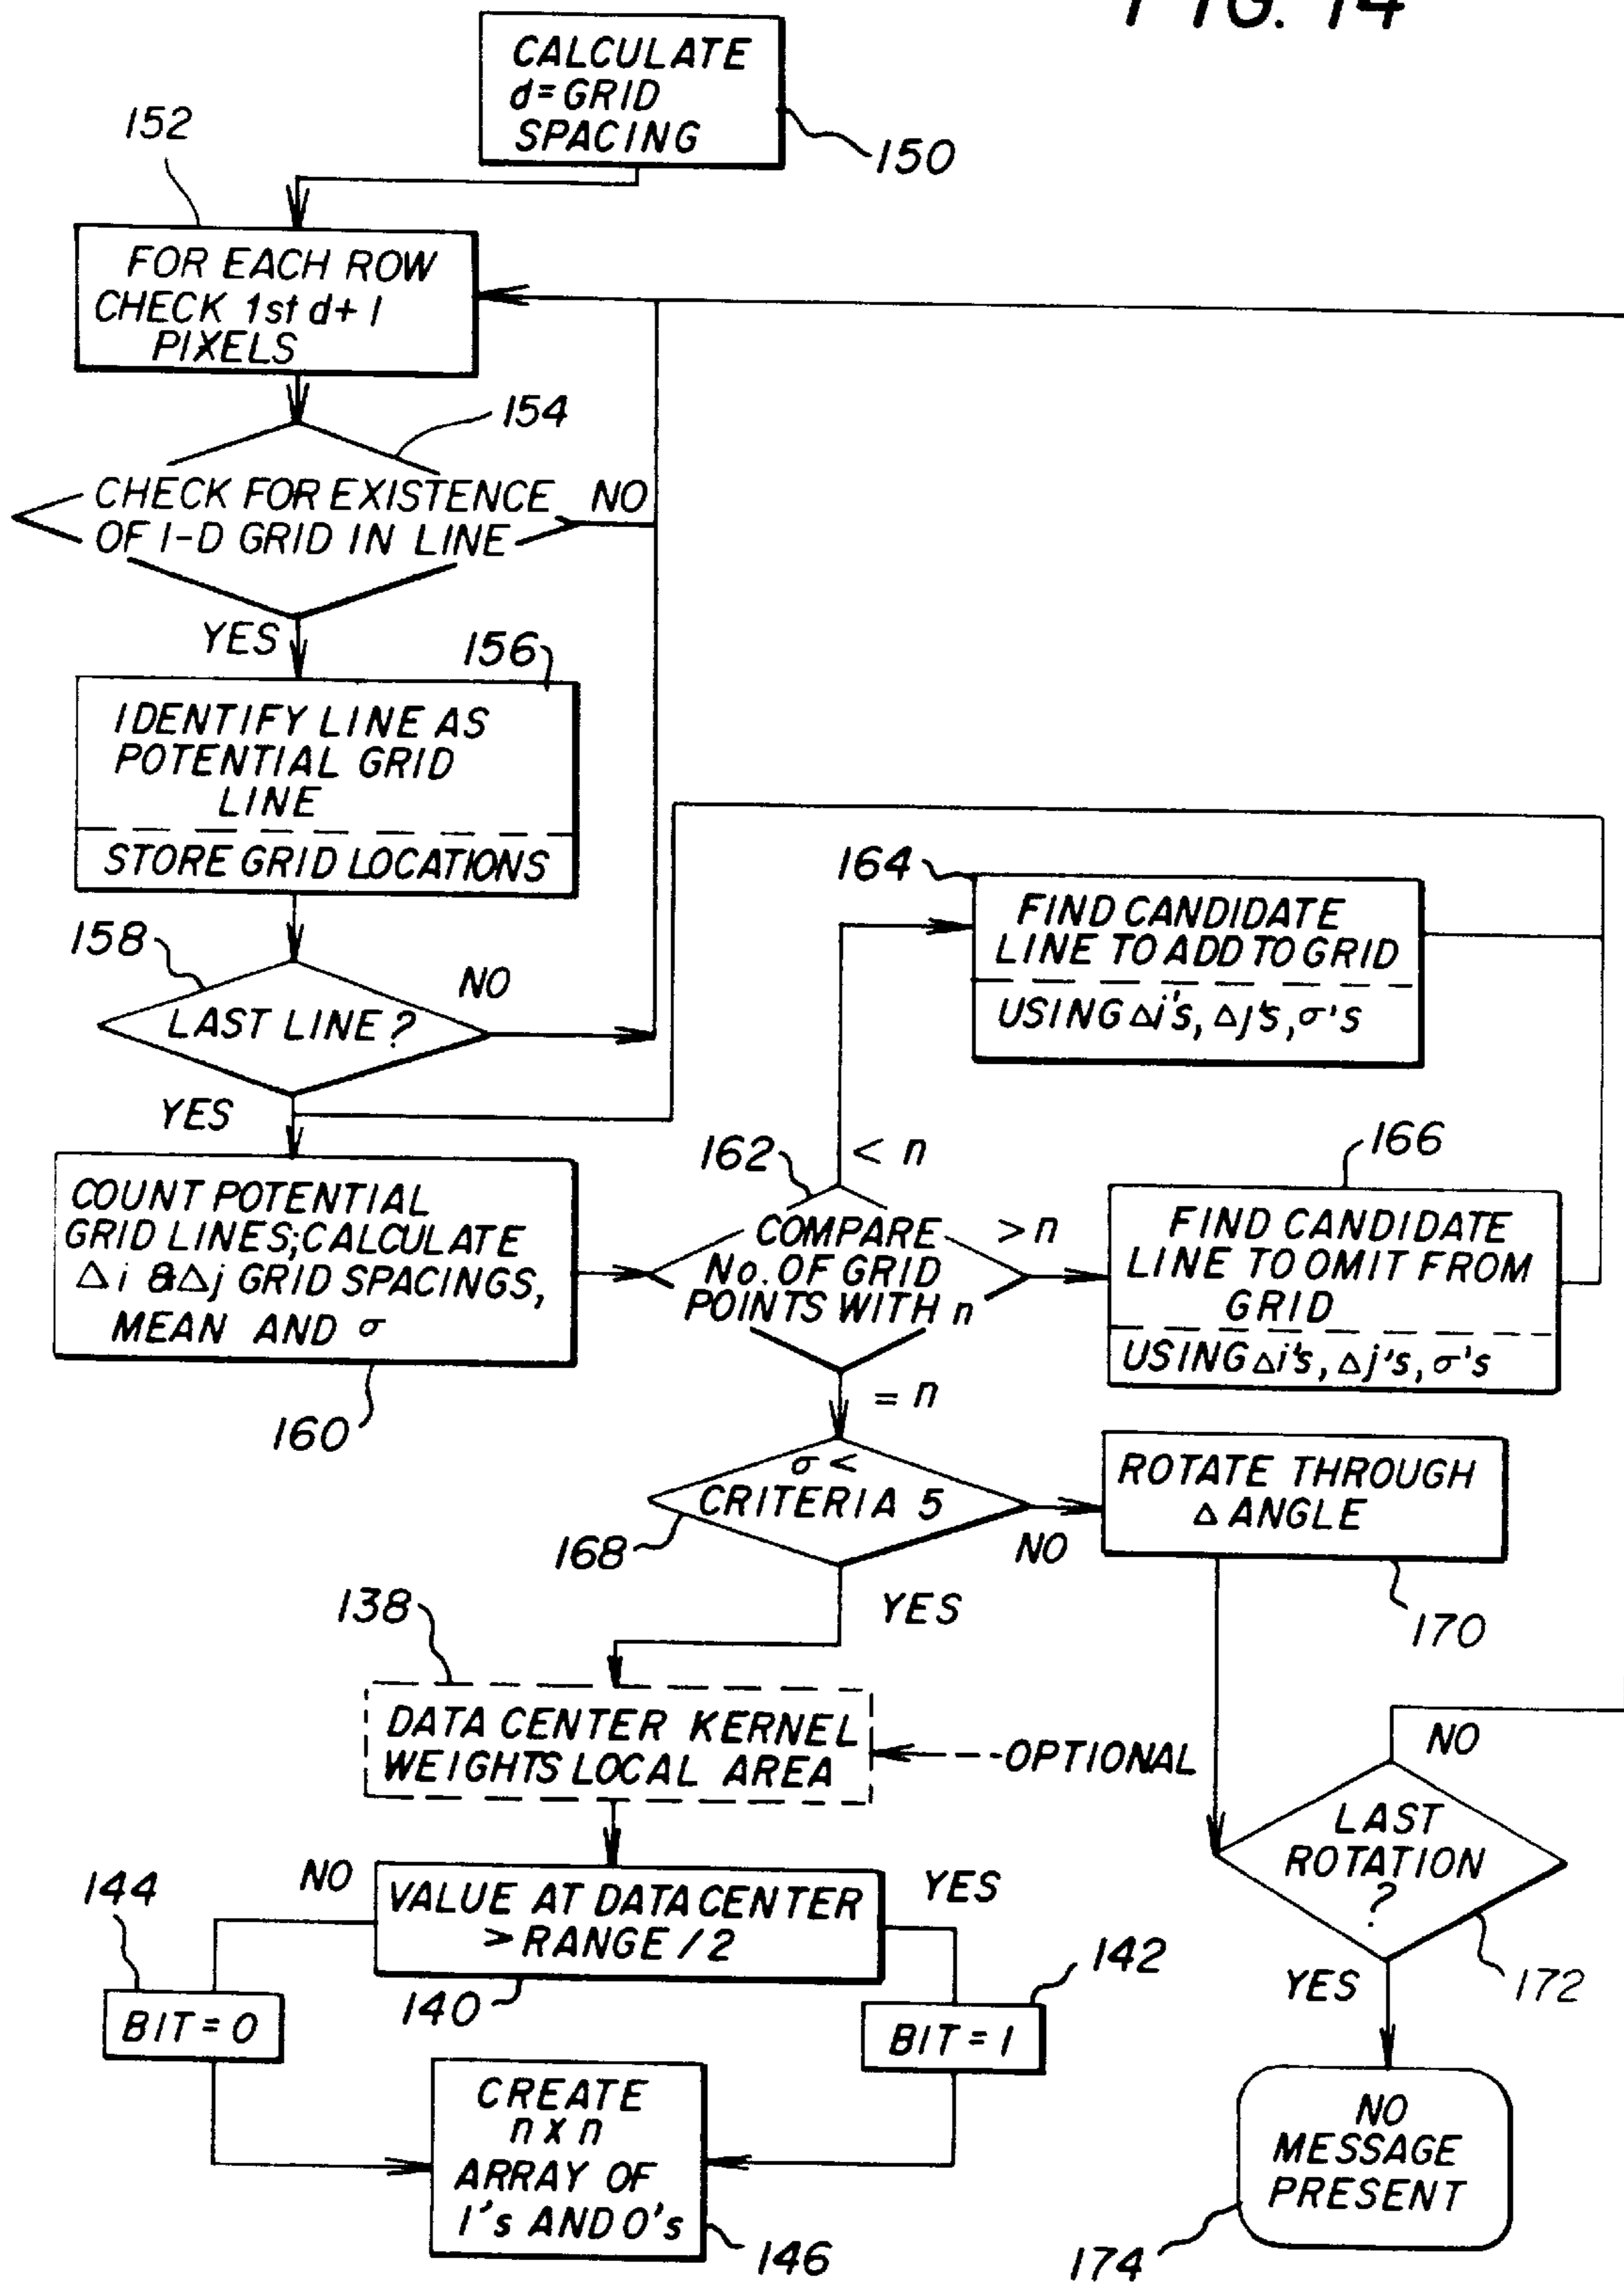 FIG. 14
CALCULATE
d=GRID
SPACING
150
152
FOR EACH ROW
CHECK 1st d+1
PIXELS
154
CHECK FOR EXISTENCE
OF 1-D GRID IN LINE
NO
YES
156
IDENTIFY LINE AS
POTENTIAL GRID
LINE
STORE GRID LOCATIONS
158
LAST LINE?
NO
YES
164
FIND CANDIDATE
LINE TO ADD TO GRID
USING Δi's, Δj's, σ's
COUNT POTENTIAL
GRID LINES;CALCULATE
Δi &Δj GRID SPACINGS,
MEAN AND σ
160
162
< n
COMPARE
No. OF GRID
POINTS WITH n
> n
= n
166
FIND CANDIDATE
LINE TO OMIT FROM
GRID
USING Δi's, Δj's, σ's
σ <
CRITERIA 5
168
NO
YES
ROTATE THROUGH
Δ ANGLE
170
138
DATA CENTER KERNEL
WEIGHTS LOCAL AREA
OPTIONAL
NO
LAST
ROTATION
?
172
YES
144
NO
VALUE AT DATA CENTER
> RANGE / 2
YES
140
142
BIT = 0
BIT = 1
CREATE
n x n
ARRAY OF
1's AND 0's
146
NO
MESSAGE
PRESENT
174